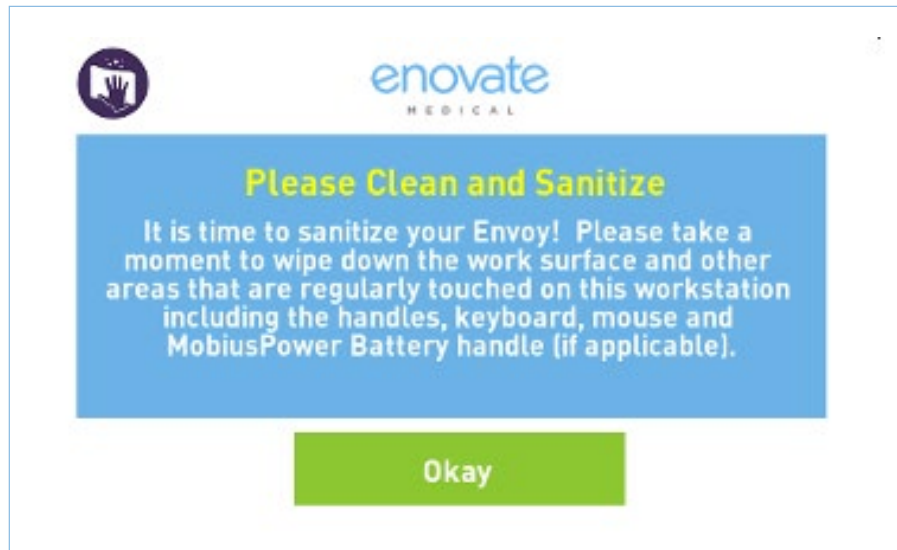 enovate
MEDICAL
Please Clean and Sanitize
It is time to sanitize your Envoy!  Please take a
moment to wipe down the work surface and other
areas that are regularly touched on this workstation
including the handles, keyboard, mouse and
MobiusPower Battery handle (if applicable).
Okay